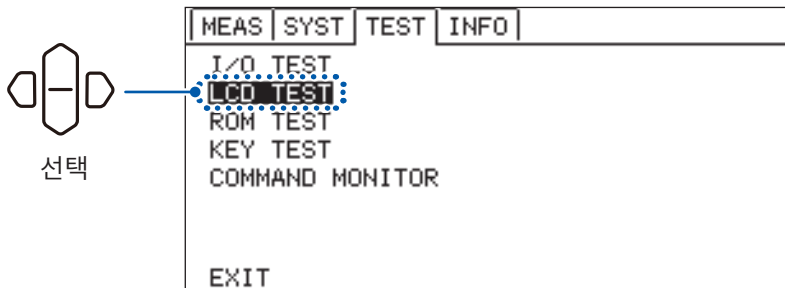 MEAS SYST TEST INFO
I/O TEST
LCD TEST
ROM TEST
KEY TEST
COMMAND MONITOR
선택
EXIT